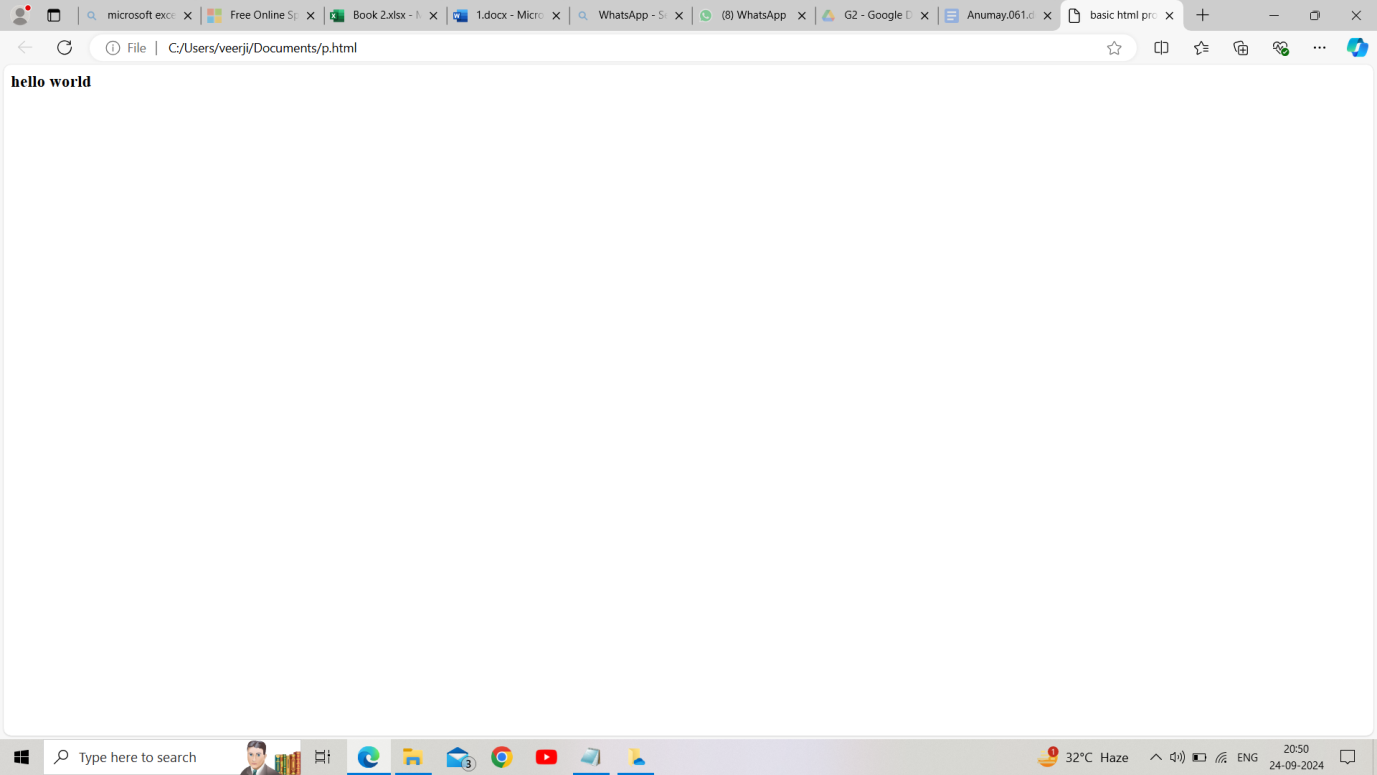 microsoft exce
Free Online Sp
Book 2.xlsx - M
1.docx - Micro
WhatsApp - Se
(8) WhatsApp
G2 - Google D
Anumay.061.d
basic html pro
File
C:/Users/veerji/Documents/p.html
hello world
Type here to search
3
1
32°C Haze
ENG
20:50
24-09-2024